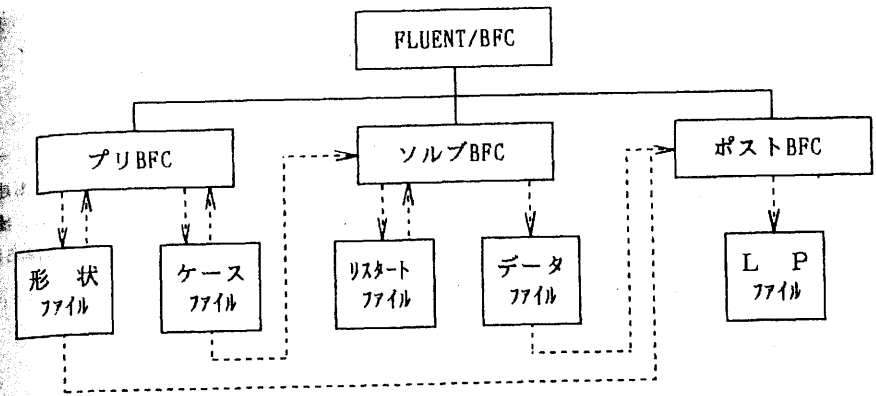 FLUENT/BFC
プリBFC
ソルブBFC
ポストBFC
形 状
ファイル
ケース
ファイル
リスタート
ファイル
データ
ファイル
L P
ファイル